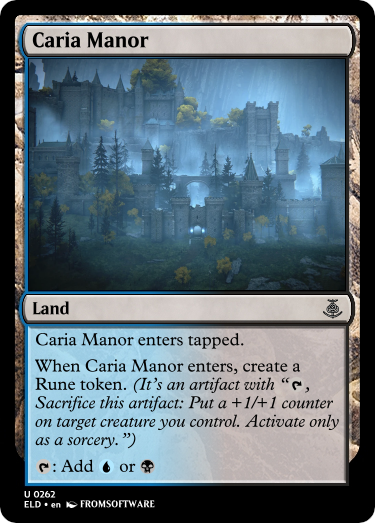 Caria Manor
Land
Caria Manor enters tapped.
When Caria Manor enters, create a
Rune token. (It's an artifact with “, 
Sacrifice this artifact: Put a +1/+1 counter
on target creature you control. Activate only
as a sorcery.”)
: Add or
U 0262
ELD • en FROMSOFTWARE